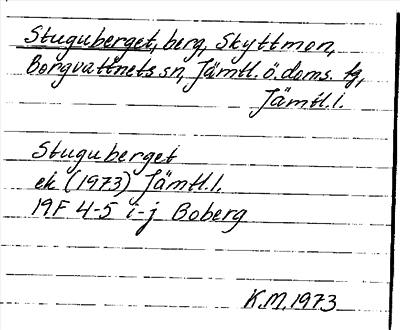 Stuguberget, berg, Skyttmon,
Borgvattnets sn, Jämtl. ö. doms. tg,
Jämtl. l.
Stuguberget
ek (1973) Jämtl. l.
19F 4-5 i-j Boberg
K.M. 1973